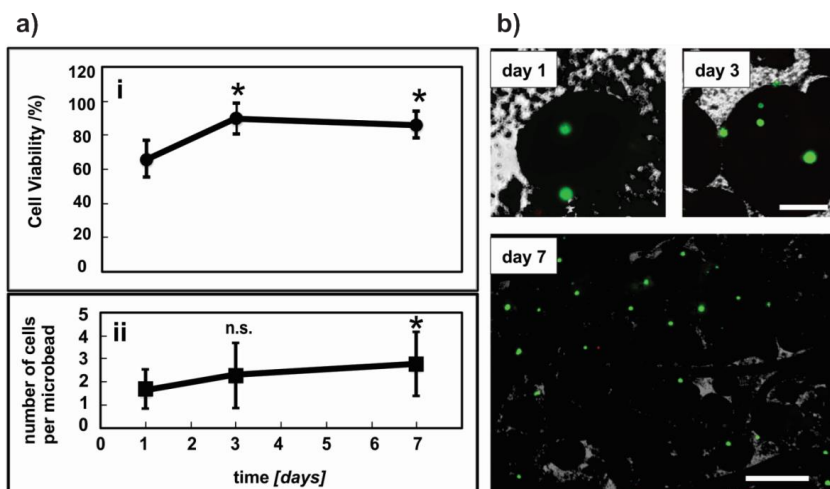 a)
b)
i
120
100
80
60
40
20
0
Cell Viability /(%)
*
*
ii
5
4
3
2
1
0
number of cells
per microbead
n.s.
*
0 1 2 3 4 5 6 7
time [days]
day 1
day 3
day 7